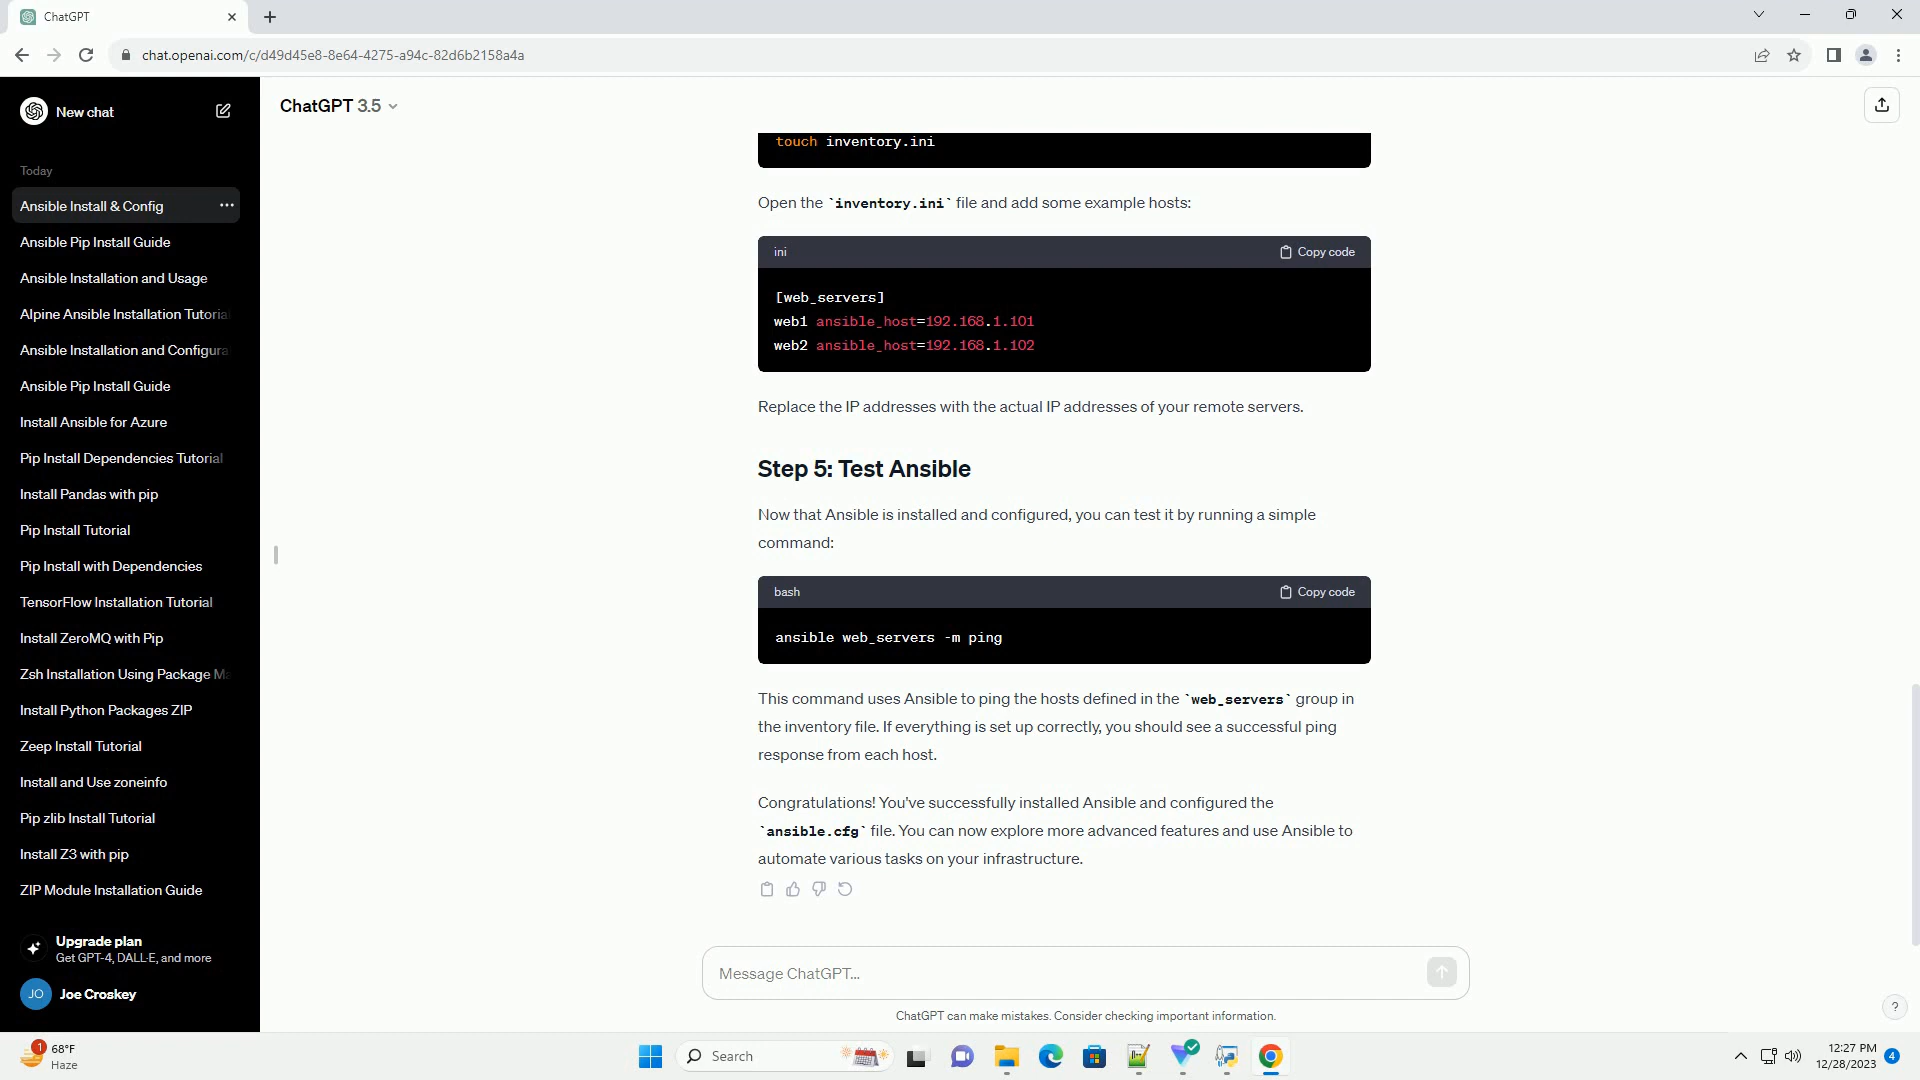 ChatGPT
chat.openai.com/c/d49d45e8-8e64-4275-a94c-82d6b2158a4a
New chat
Today
Ansible Install & Config
Ansible Pip Install Guide
Ansible Installation and Usage
Alpine Ansible Installation Tutoria
Ansible Installation and Configura
Ansible Pip Install Guide
Install Ansible for Azure
Pip Install Dependencies Tutorial
Install Pandas with pip
Pip Install Tutorial
Pip Install with Dependencies
TensorFlow Installation Tutorial
Install ZeroMQ with Pip
Zsh Installation Using Package Ma
Install Python Packages ZIP
Zeep Install Tutorial
Install and Use zoneinfo
Pip zlib Install Tutorial
Install Z3 with pip
ZIP Module Installation Guide
Upgrade plan
Get GPT-4, DALL·E, and more
JO Joe Croskey
ChatGPT 3.5
touch inventory.ini
Open the `inventory.ini` file and add some example hosts:
ini Copy code
[web_servers]
web1 ansible_host=192.168.1.101
web2 ansible_host=192.168.1.102
Replace the IP addresses with the actual IP addresses of your remote servers.
Step 5: Test Ansible
Now that Ansible is installed and configured, you can test it by running a simple
command:
bash Copy code
ansible web_servers -m ping
This command uses Ansible to ping the hosts defined in the `web_servers` group in
the inventory file. If everything is set up correctly, you should see a successful ping
response from each host.
Congratulations! You've successfully installed Ansible and configured the
`ansible.cfg` file. You can now explore more advanced features and use Ansible to
automate various tasks on your infrastructure.
Message ChatGPT...
ChatGPT can make mistakes. Consider checking important information.
?
1
68°F
Haze
Search
12:27 PM
12/28/2023
4